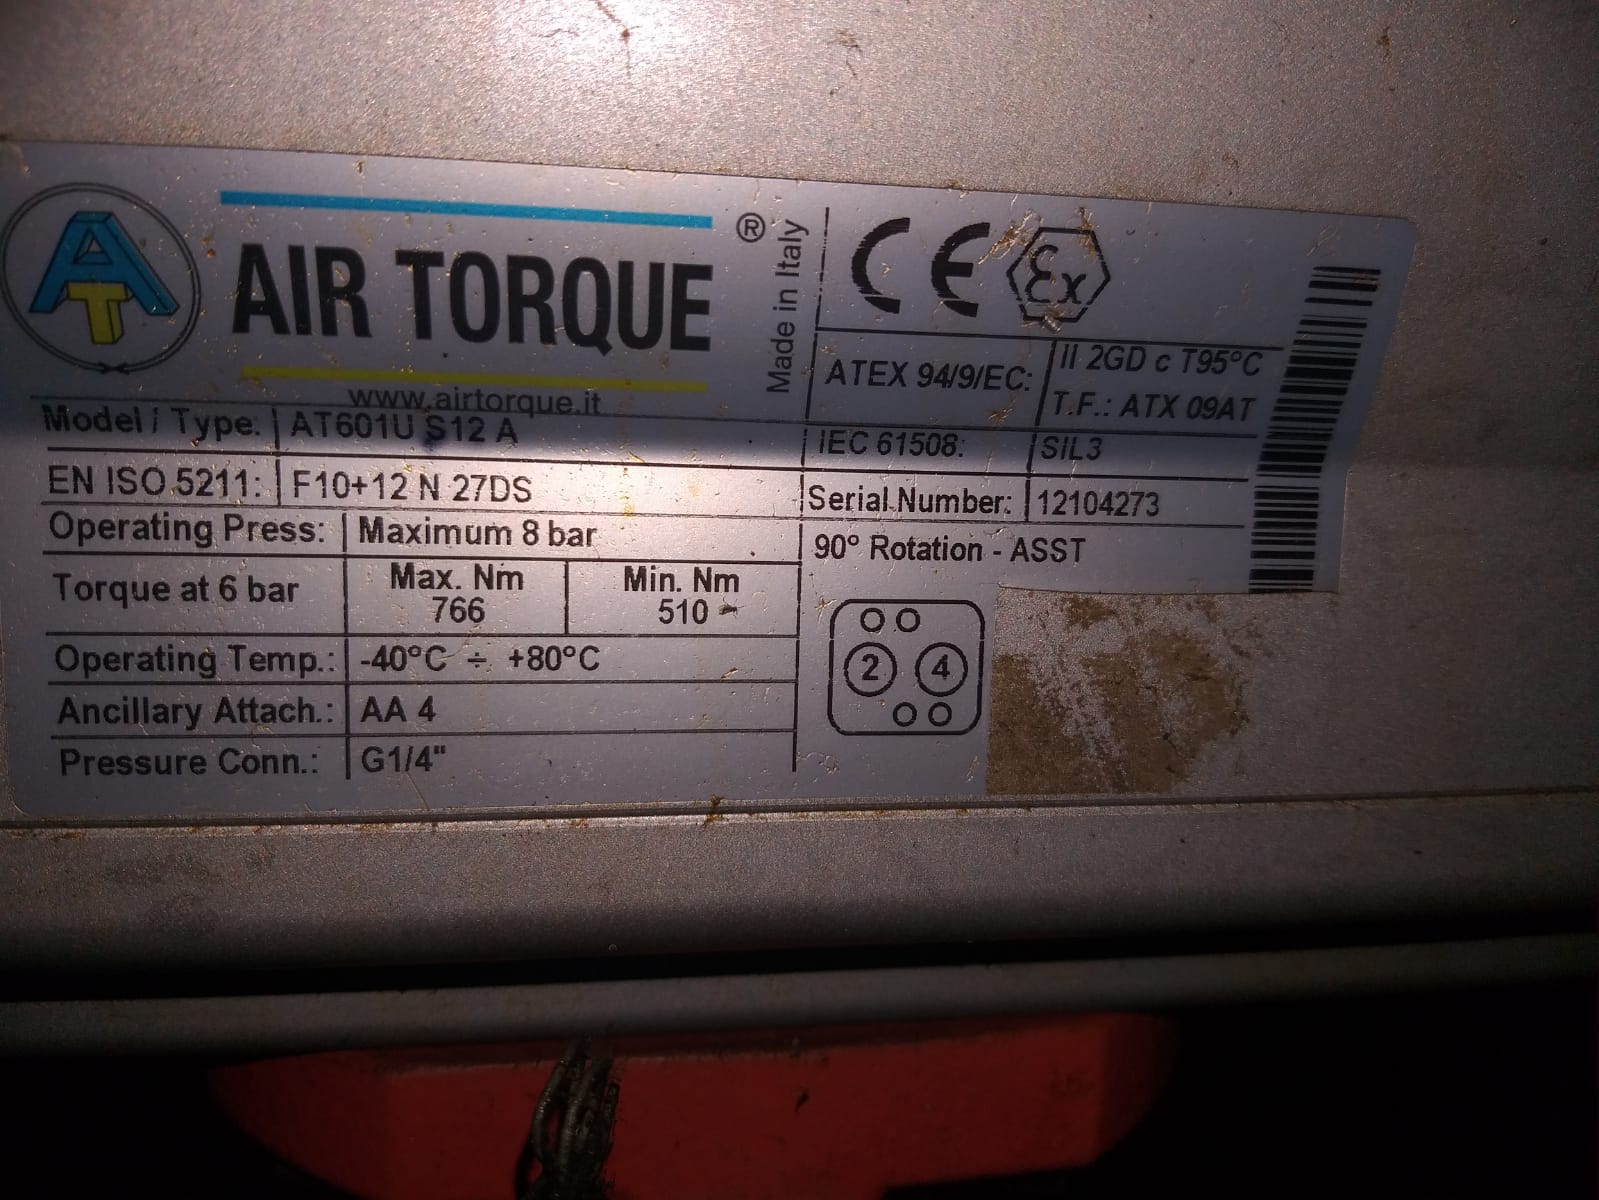 AT
AIR TORQUE ®
Made in Italy
www.airtorque.it
Model / Type: AT601U S12 A
EN ISO 5211: F10+12 N 27DS
Operating Press: Maximum 8 bar
Torque at 6 bar Max. Nm 766 Min. Nm 510
Operating Temp.: -40°C ÷ +80°C
Ancillary Attach.: AA 4
Pressure Conn.: G1/4"
CE Ex
ATEX 94/9/EC: II 2GD c T95°C
T.F.: ATX 09AT
IEC 61508: SIL3
Serial Number: 12104273
90° Rotation - ASST
2 4